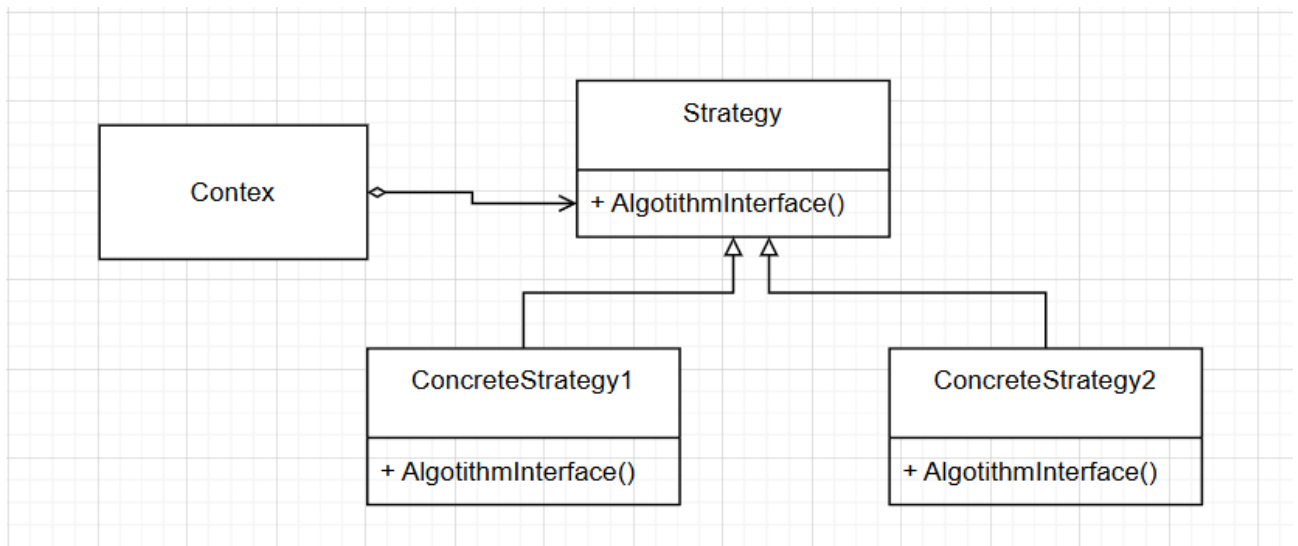 Strategy
Contex
+ AlgotithmInterface()
ConcreteStrategy1
ConcreteStrategy2
+ AlgotithmInterface()
+ AlgotithmInterface()